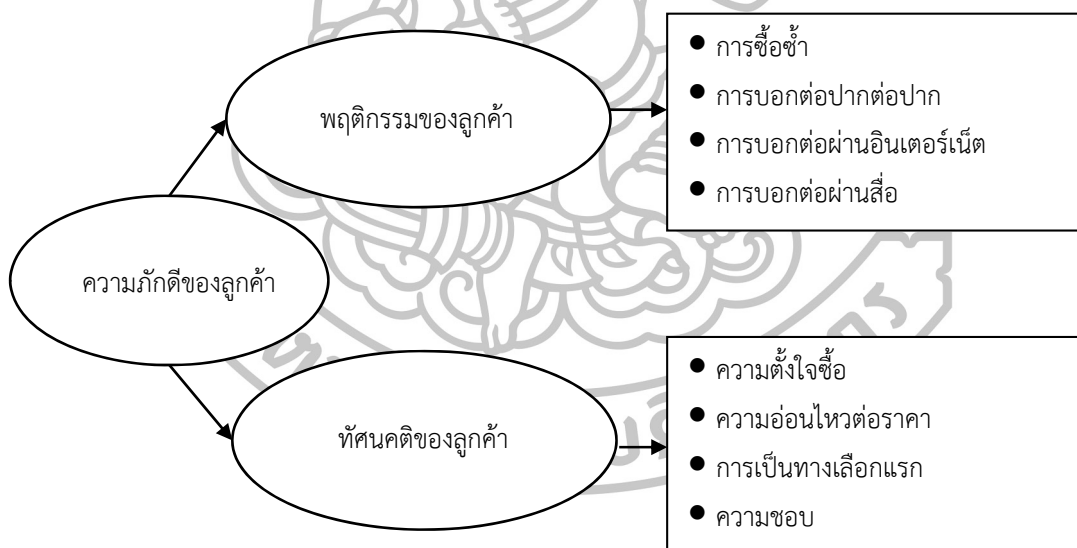 ความภักดีของลูกค้า
พฤติกรรมของลูกค้า
● การซื้อซ้ำ
● การบอกต่อปากต่อปาก
● การบอกต่อผ่านอินเตอร์เน็ต
● การบอกต่อผ่านสื่อ
ทัศนคติของลูกค้า
● ความตั้งใจซื้อ
● ความอ่อนไหวต่อราคา
● การเป็นทางเลือกแรก
● ความชอบ